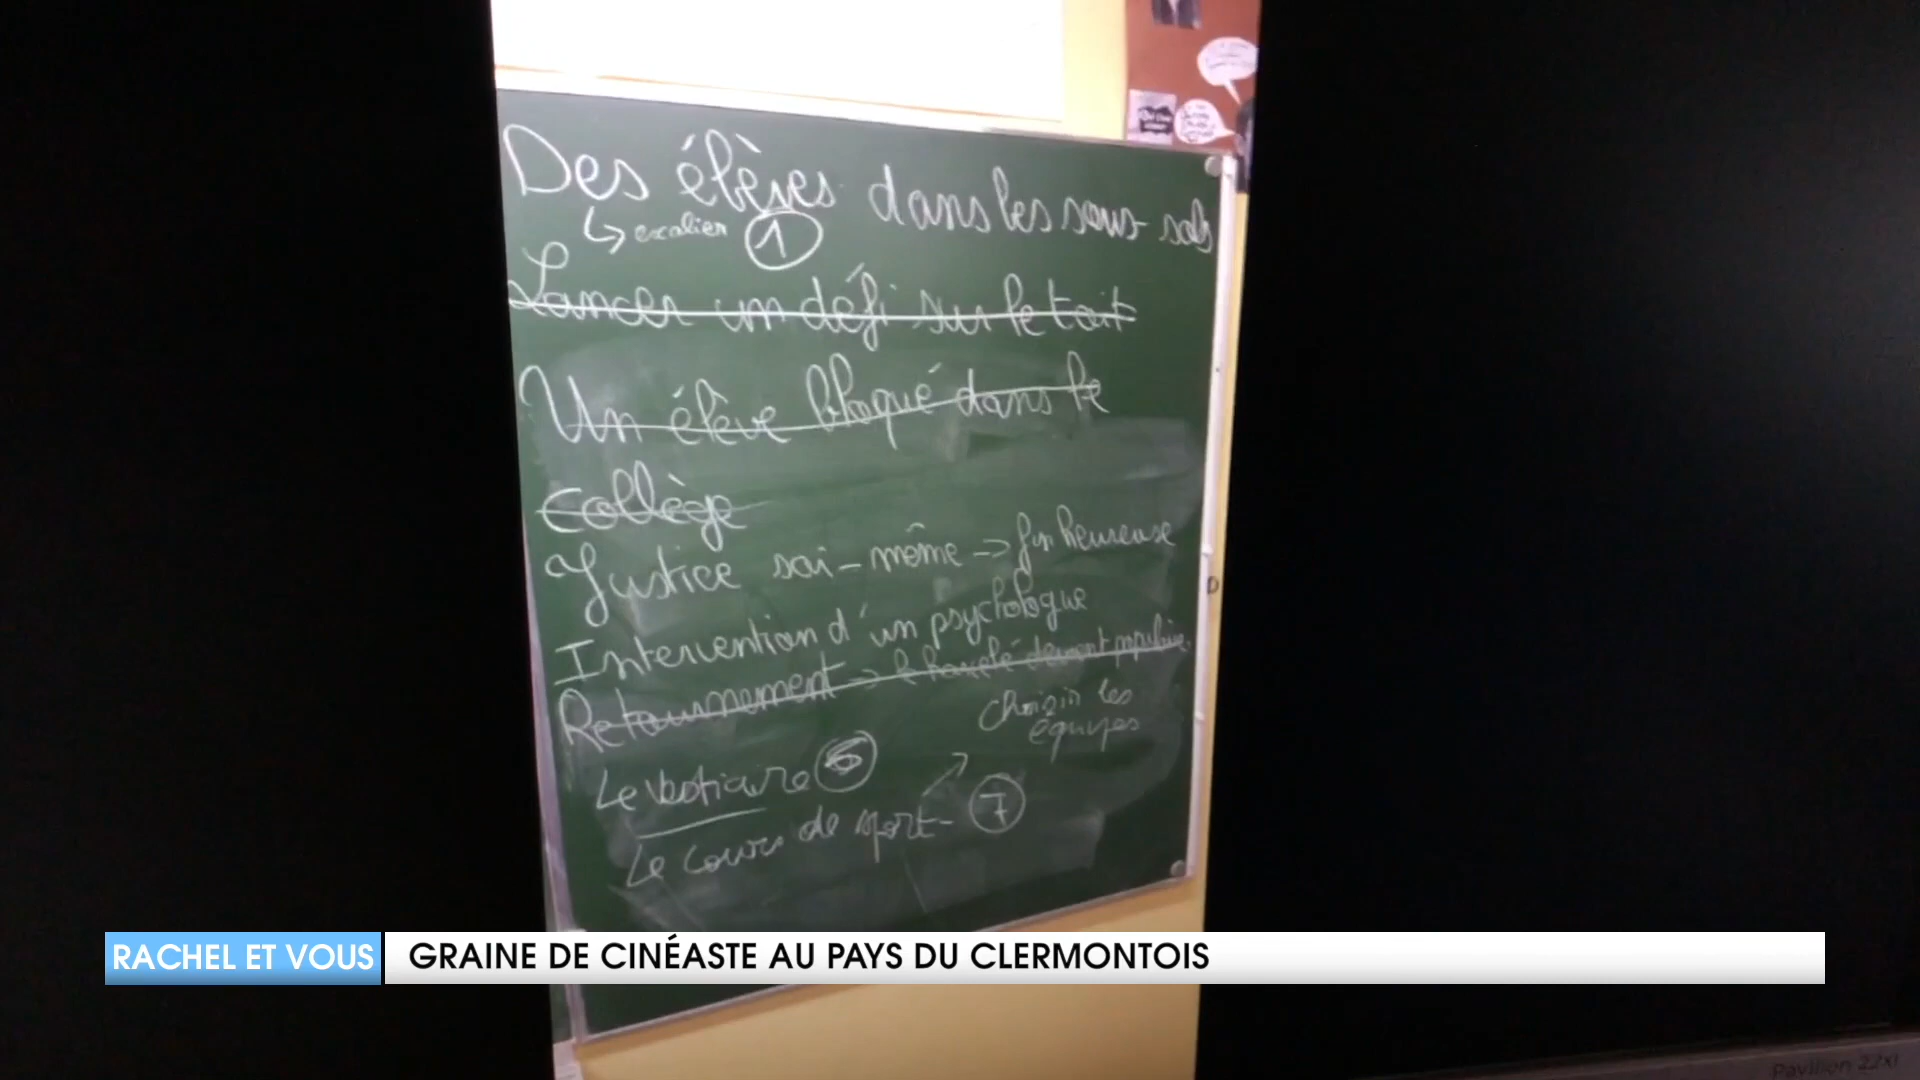 Des élèves dans les sous-sols
↳ escalier 1
Lancer un défi sur le toit
Un élève bloqué dans le
collège
Justice soi-même -> fin heureuse
Intervention d'un psychologue
Retournement -> le harcelé devient populaire.
choisir les
équipes
Le vestiaire 6
Le cours de sport - 7
RACHEL ET VOUS GRAINE DE CINÉASTE AU PAYS DU CLERMONTOIS